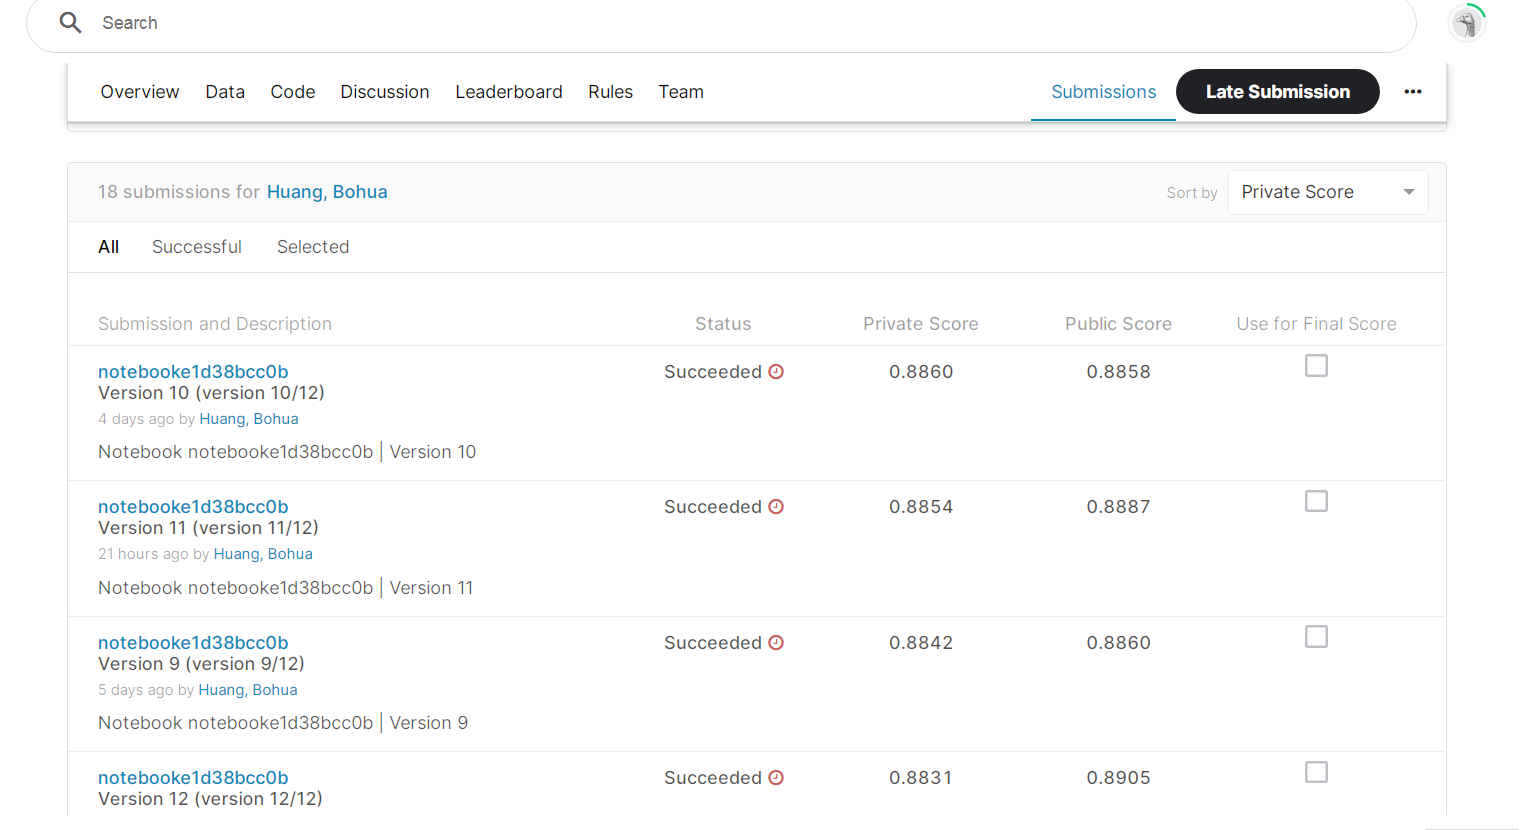 Search
Overview Data Code Discussion Leaderboard Rules Team Submissions Late Submission •••
18 submissions for Huang, Bohua Sort by Private Score
All Successful Selected
Submission and Description Status Private Score Public Score Use for Final Score
notebooke1d38bcc0b Succeeded 0.8860 0.8858
Version 10 (version 10/12)
4 days ago by Huang, Bohua
Notebook notebooke1d38bcc0b | Version 10
notebooke1d38bcc0b Succeeded 0.8854 0.8887
Version 11 (version 11/12)
21 hours ago by Huang, Bohua
Notebook notebooke1d38bcc0b | Version 11
notebooke1d38bcc0b Succeeded 0.8842 0.8860
Version 9 (version 9/12)
5 days ago by Huang, Bohua
Notebook notebooke1d38bcc0b | Version 9
notebooke1d38bcc0b Succeeded 0.8831 0.8905
Version 12 (version 12/12)